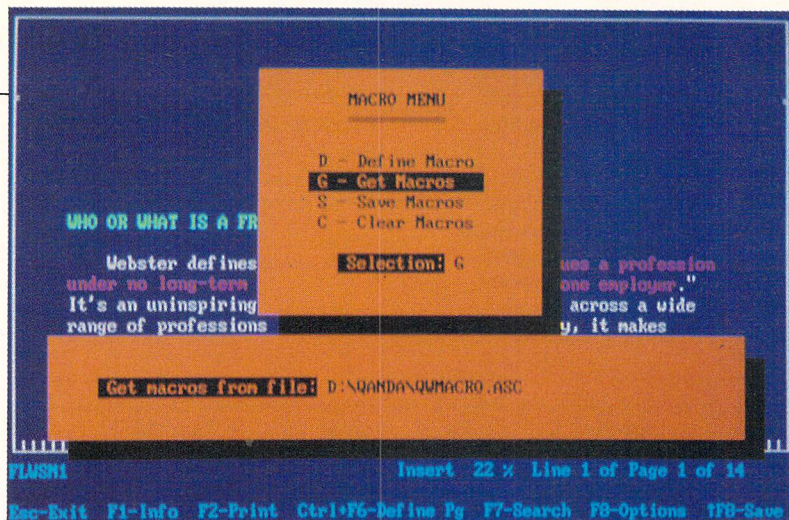 MACRO MENU
D - Define Macro
G - Get Macros
S - Save Macros
C - Clear Macros
Selection: G
WHO OR WHAT IS A FR
Webster defines ues a profession
under no long-term one employer."
It's an uninspiring across a wide
range of professions y, it makes
Get macros from file: D:\QANDA\QWMACRO.ASC
FLWSM1 Insert 22 % Line 1 of Page 1 of 14
Esc-Exit F1-Info F2-Print Ctrl+F6-Define Pg F7-Search F8-Options ↑F8-Save